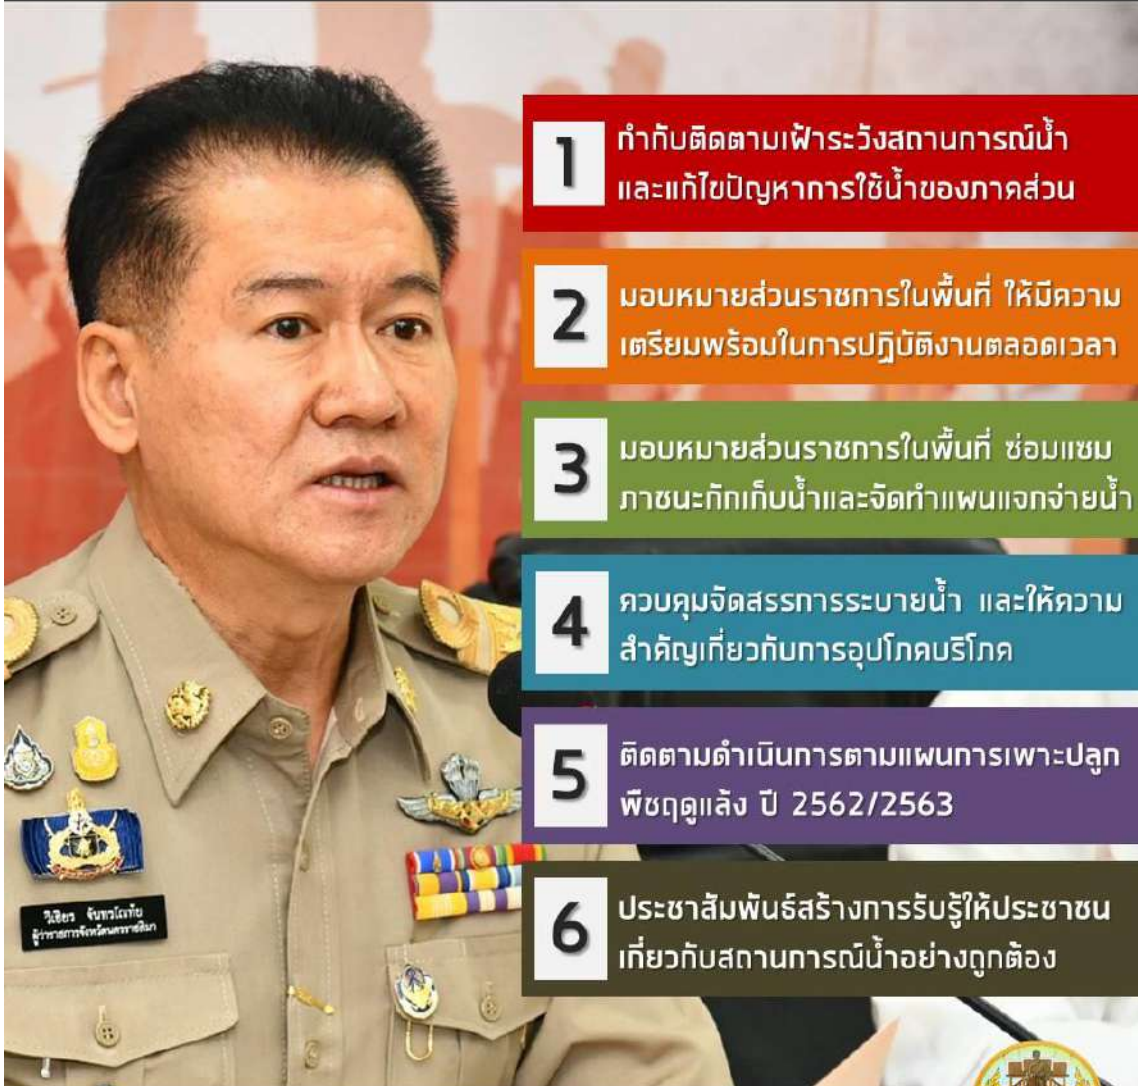 1
กำกับติดตามเฝ้าระวังสถานการณ์น้ำ
และแก้ไขปัญหาการใช้น้ำของภาคส่วน
2
มอบหมายส่วนราชการในพื้นที่ ให้มีความ
เตรียมพร้อมในการปฏิบัติงานตลอดเวลา
3
มอบหมายส่วนราชการในพื้นที่ ซ่อมแซม
ภาชนะกักเก็บน้ำและจัดทำแผนแจกจ่ายน้ำ
4
ควบคุมจัดสรรการระบายน้ำ และให้ความ
สำคัญเกี่ยวกับการอุปโภคบริโภค
5
ติดตามดำเนินการตามแผนการเพาะปลูก
พืชฤดูแล้ง ปี 2562/2563
6
ประชาสัมพันธ์สร้างการรับรู้ให้ประชาชน
เกี่ยวกับสถานการณ์น้ำอย่างถูกต้อง
วิเชียร จันทรโณทัย
ผู้ว่าราชการจังหวัดนครราชสีมา